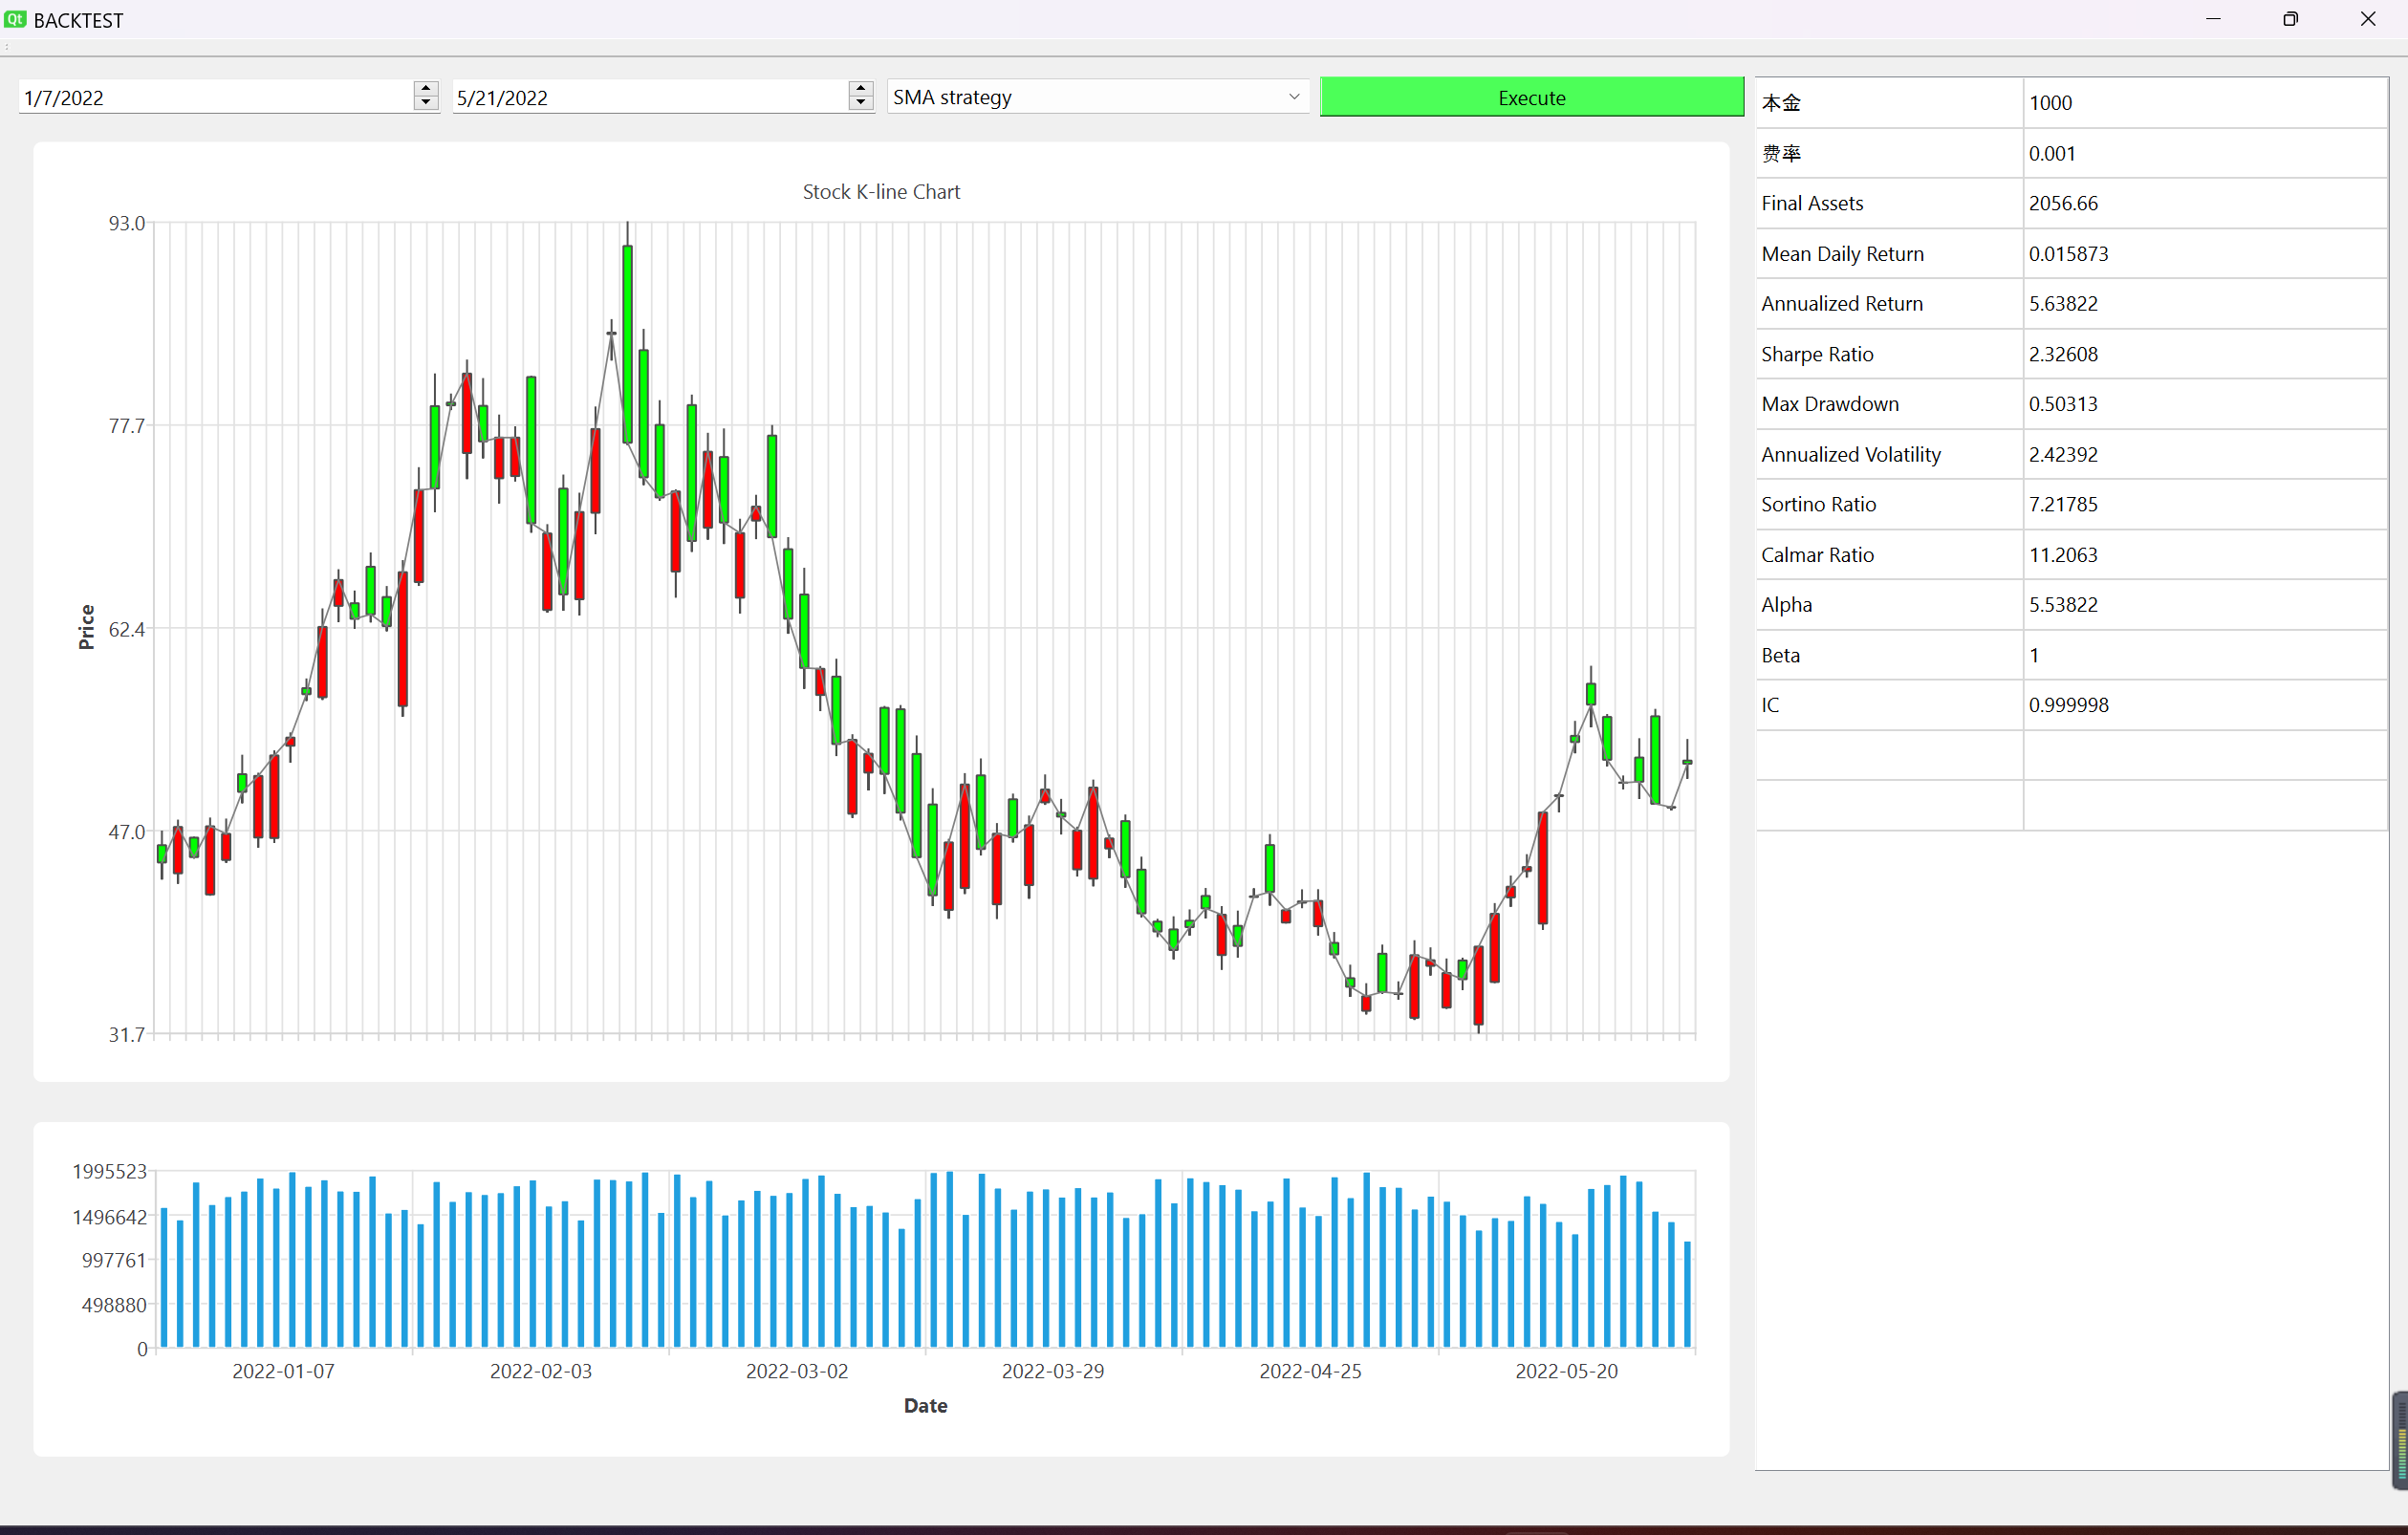 Qt BACKTEST
1/7/2022 5/21/2022 SMA strategy Execute
Stock K-line Chart
93.0
77.7
62.4
47.0
31.7
Price
1995523
1496642
997761
498880
0
2022-01-07 2022-02-03 2022-03-02 2022-03-29 2022-04-25 2022-05-20
Date
本金 1000
费率 0.001
Final Assets 2056.66
Mean Daily Return 0.015873
Annualized Return 5.63822
Sharpe Ratio 2.32608
Max Drawdown 0.50313
Annualized Volatility 2.42392
Sortino Ratio 7.21785
Calmar Ratio 11.2063
Alpha 5.53822
Beta 1
IC 0.999998